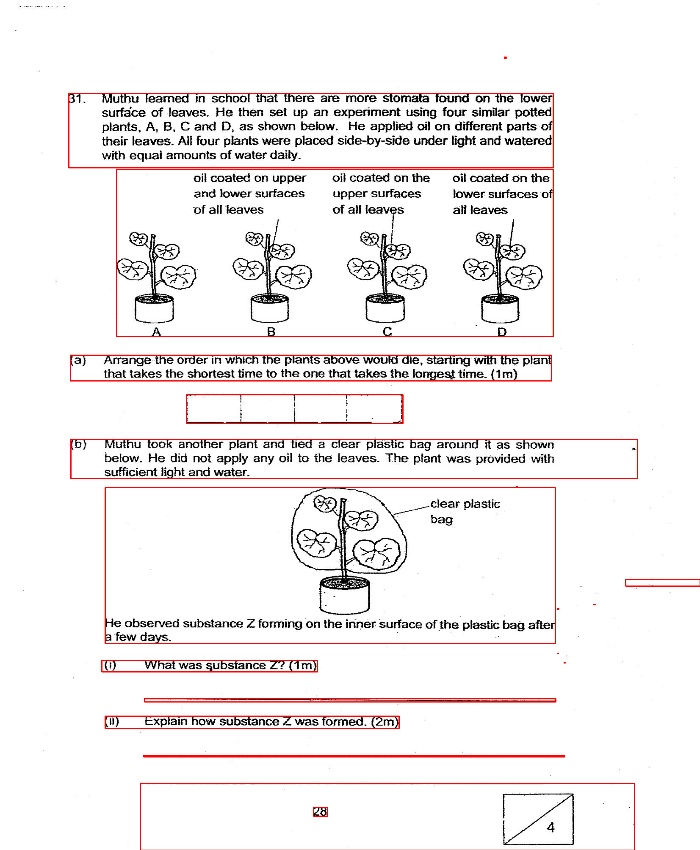 31. Muthu learned in school that there are more stomata found on the lower
surface of leaves. He then set up an experiment using four similar potted
plants, A, B, C and D, as shown below. He applied oil on different parts of
their leaves. All four plants were placed side-by-side under light and watered
with equal amounts of water daily.
oil coated on upper
and lower surfaces
of all leaves
oil coated on the
upper surfaces
of all leaves
oil coated on the
lower surfaces of
all leaves
A B C D
(a) Arrange the order in which the plants above would die, starting with the plant
that takes the shortest time to the one that takes the longest time. (1m)
(b) Muthu took another plant and tied a clear plastic bag around it as shown
below. He did not apply any oil to the leaves. The plant was provided with
sufficient light and water.
clear plastic
bag
He observed substance Z forming on the inner surface of the plastic bag after
a few days.
(i) What was substance Z? (1m)
(ii) Explain how substance Z was formed. (2m)
28
4